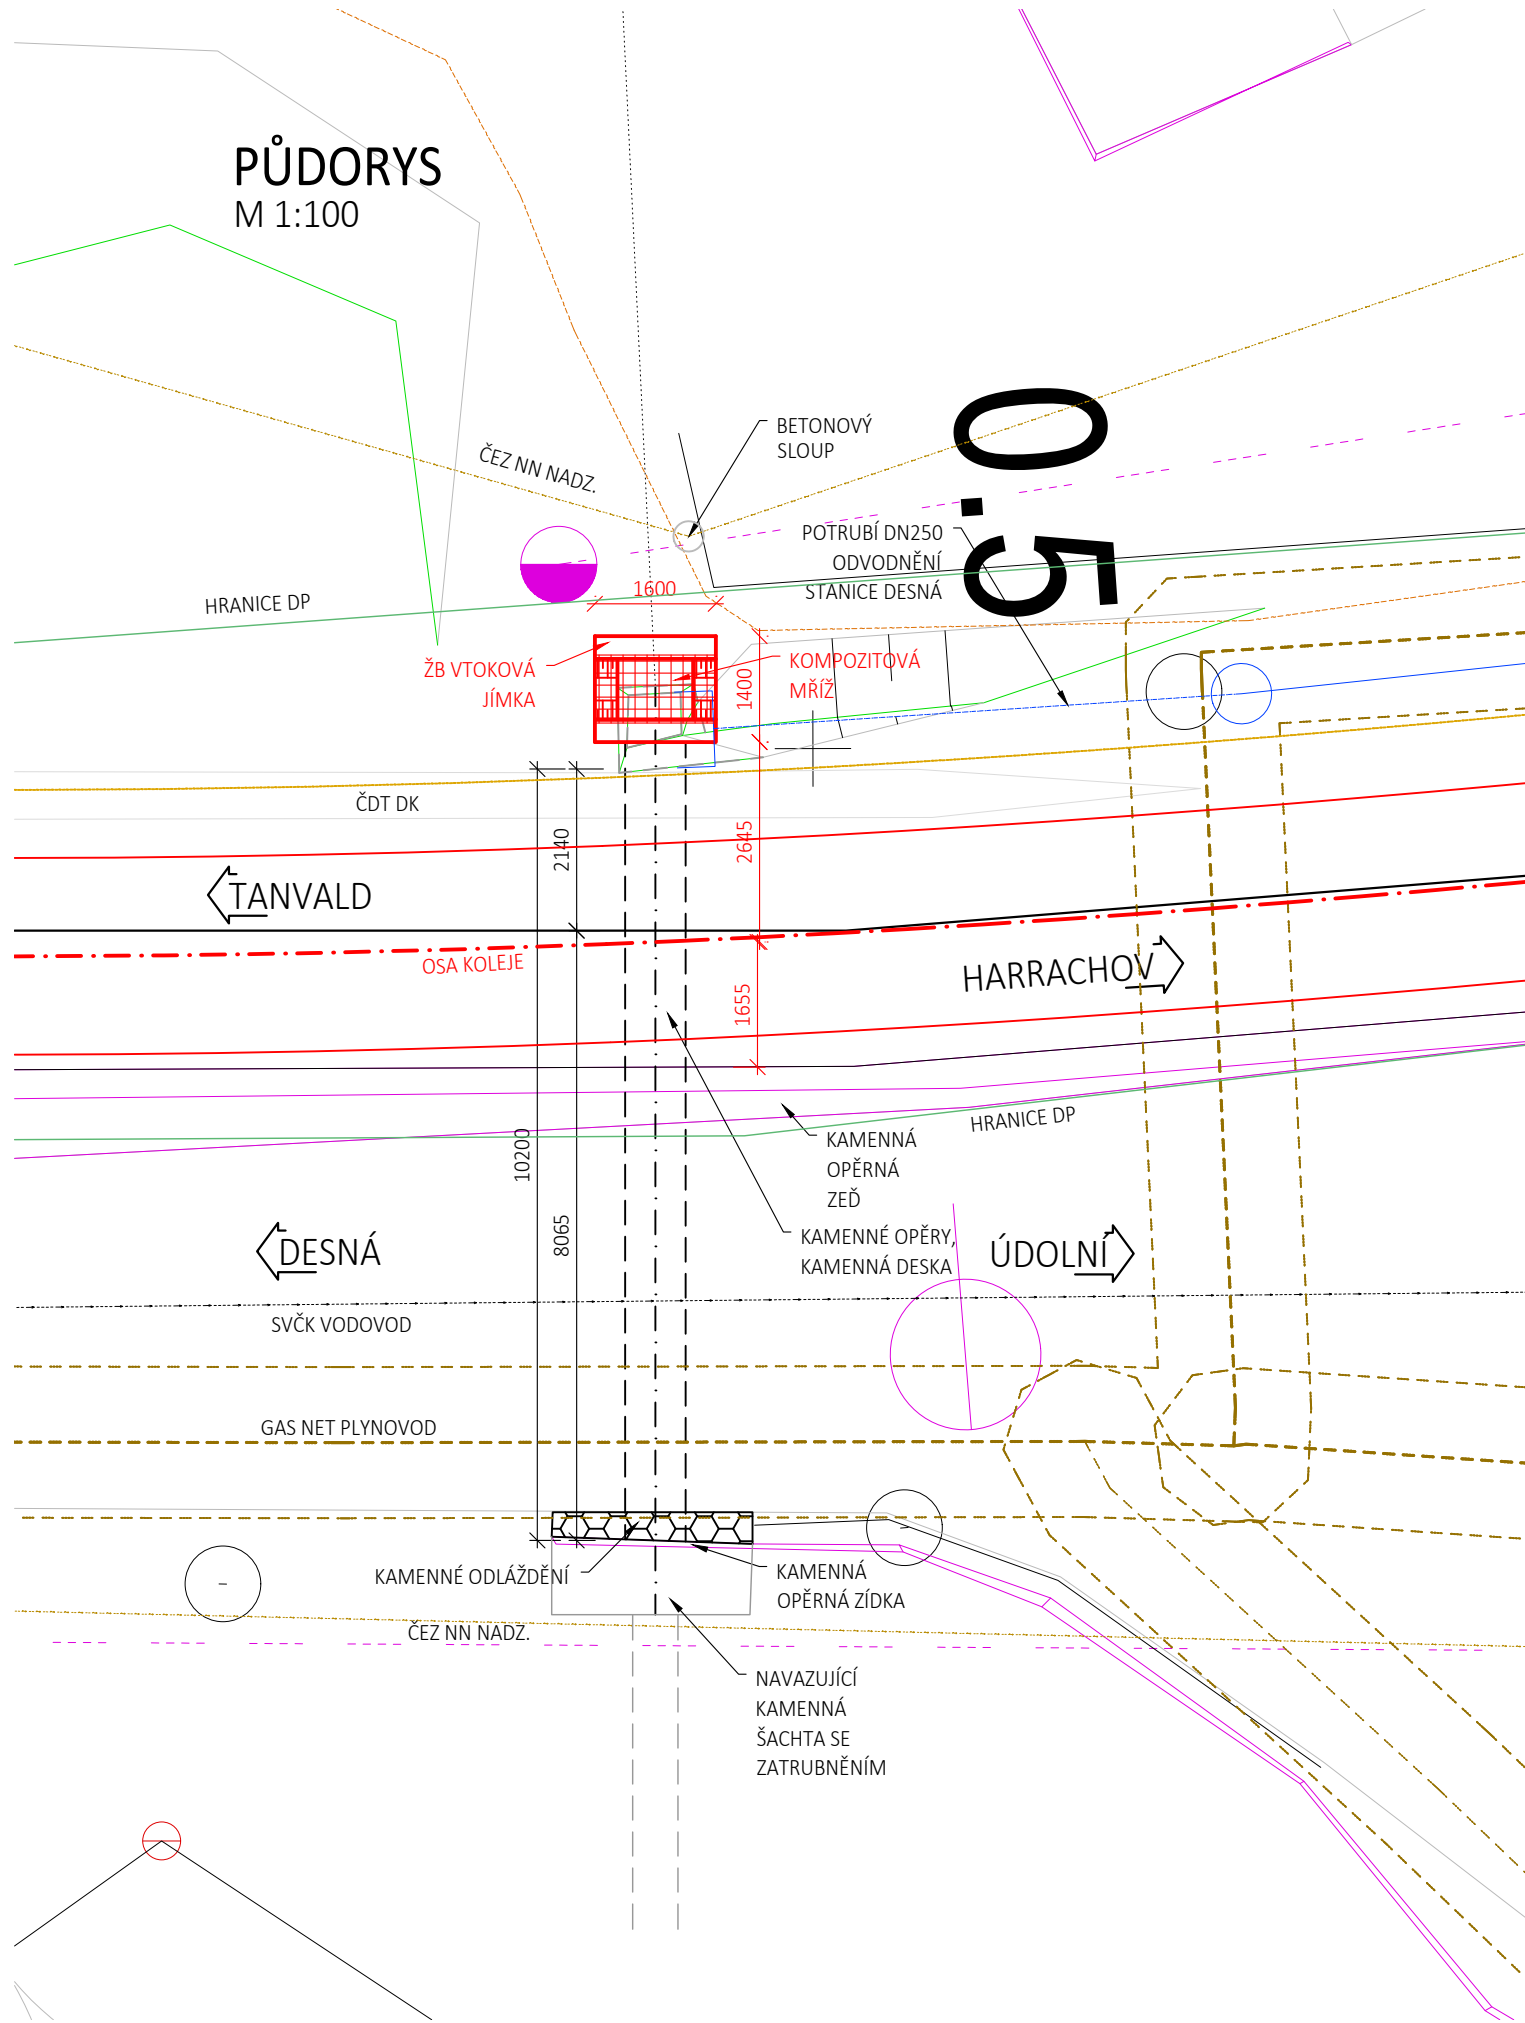 PŮDORYS
M 1:100
BETONOVÝ
SLOUP
0.5
ČEZ NN NADZ.
POTRUBÍ DN250
ODVODNĚNÍ
STANICE DESNÁ
HRANICE DP
1600
ŽB VTOKOVÁ
JÍMKA
KOMPOZITOVÁ
MŘÍŽ
1400
ČDT DK
2140
2645
TANVALD
OSA KOLEJE
HARRACHOV
1655
HRANICE DP
10200
KAMENNÁ
OPĚRNÁ
ZEĎ
8065
KAMENNÉ OPĚRY,
KAMENNÁ DESKA
DESNÁ
ÚDOLNÍ
SVČK VODOVOD
GAS NET PLYNOVOD
KAMENNÉ ODLÁŽDĚNÍ
KAMENNÁ
OPĚRNÁ ZÍDKA
ČEZ NN NADZ.
NAVAZUJÍCÍ
KAMENNÁ
ŠACHTA SE
ZATRUBNĚNÍM